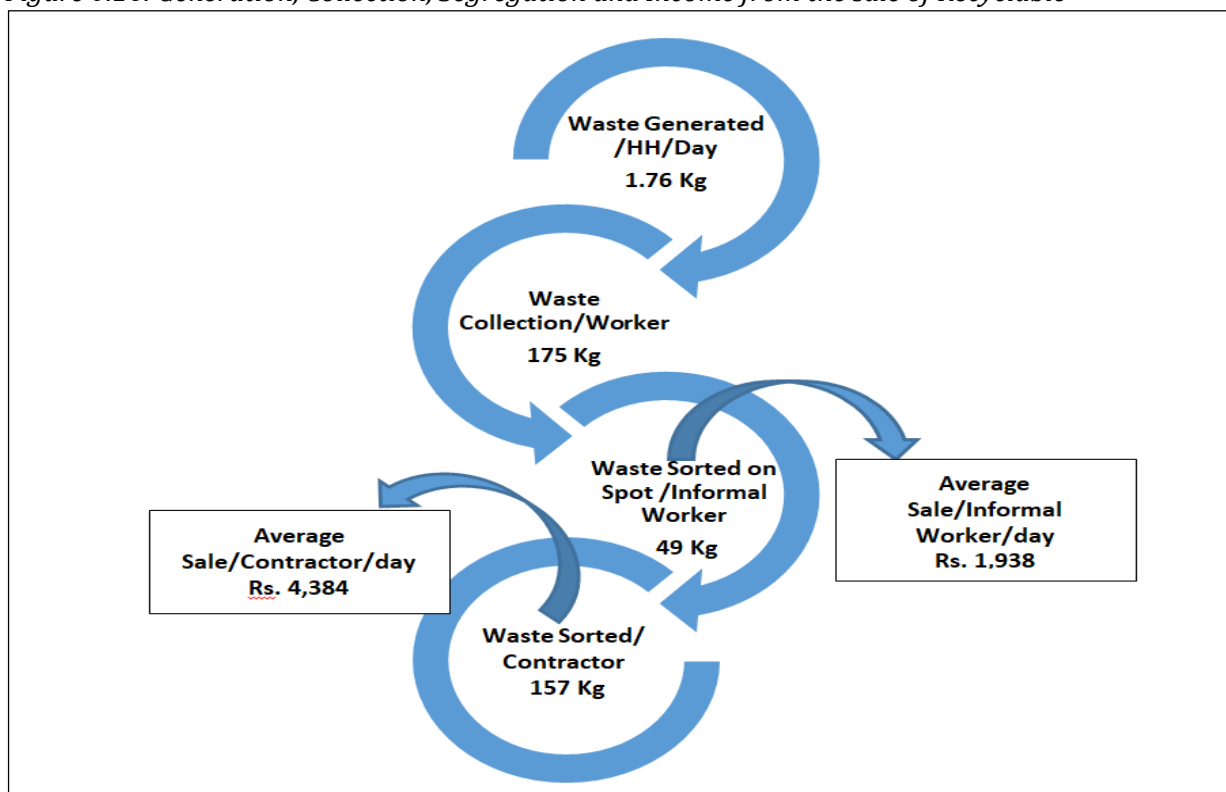 Waste Generated
/HH/Day
1.76 Kg
Waste
Collection/Worker
175 Kg
Waste Sorted on
Spot /Informal
Worker
49 Kg
Average
Sale/Informal
Worker/day
Rs. 1,938
Average
Sale/Contractor/day
Rs. 4,384
Waste Sorted/
Contractor
157 Kg